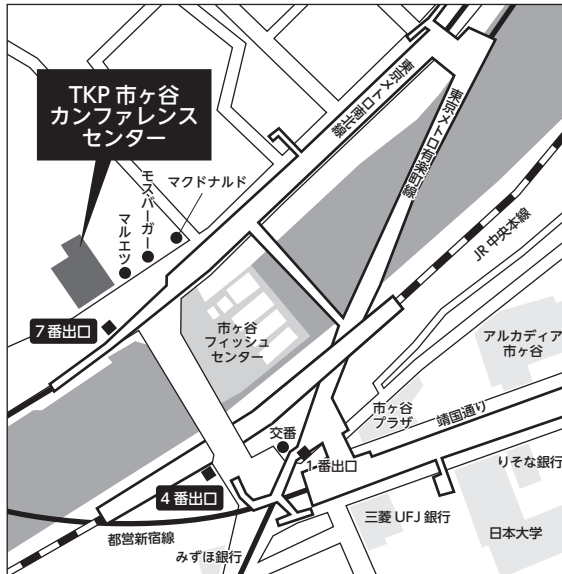 TKP 市ヶ谷
カンファレンス
センター
東京メトロ南北線
東京メトロ有楽町線
マクドナルド
モスバーガー
マルエツ
JR 中央本線
7 番出口
市ヶ谷
フィッシュ
センター
アルカディア
市ヶ谷
市ヶ谷
プラザ
靖国通り
交番
1 番出口
りそな銀行
4 番出口
三菱 UFJ 銀行
都営新宿線
日本大学
みずほ銀行